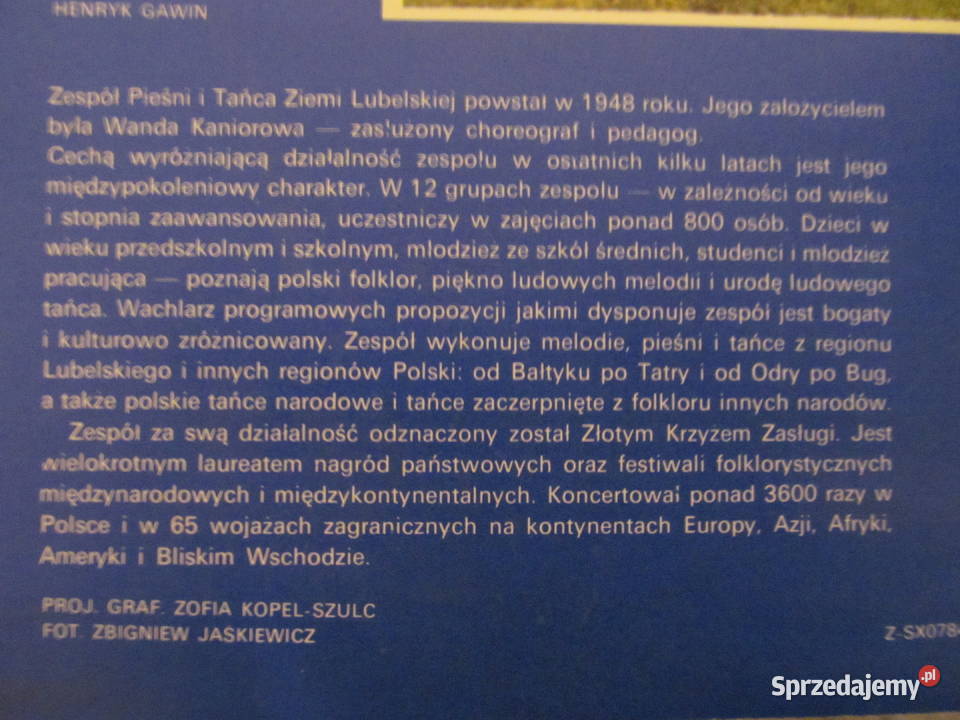 HENRYK GAWIN
Zespół Pieśni i Tańca Ziemi Lubelskiej powstał w 1948 roku. Jego założycielem
była Wanda Kaniorowa — zasłużony choreograf i pedagog.
Cechą wyróżniającą działalność zespołu w ostatnich kilku latach jest jego
międzypokoleniowy charakter. W 12 grupach zespołu — w zależności od wieku
i stopnia zaawansowania, uczestniczy w zajęciach ponad 800 osób. Dzieci w
wieku przedszkolnym i szkolnym, młodzież ze szkół średnich, studenci i młodzież
pracująca — poznają polski folklor, piękno ludowych melodii i urodę ludowego
tańca. Wachlarz programowych propozycji jakimi dysponuje zespół jest bogaty
i kulturowo zróżnicowany. Zespół wykonuje melodie, pieśni i tańce z regionu
Lubelskiego i innych regionów Polski: od Bałtyku po Tatry i od Odry po Bug,
a także polskie tańce narodowe i tańce zaczerpnięte z folkloru innych narodów.
Zespół za swą działalność odznaczony został Złotym Krzyżem Zasługi. Jest
wielokrotnym laureatem nagród państwowych oraz festiwali folklorystycznych
międzynarodowych i międzykontynentalnych. Koncertował ponad 3600 razy w
Polsce i w 65 wojażach zagranicznych na kontynentach Europy, Azji, Afryki,
Ameryki i Bliskim Wschodzie.
PROJ. GRAF. ZOFIA KOPEL-SZULC
FOT. ZBIGNIEW JAŚKIEWICZ
Z-SX078
Sprzedajemy.pl